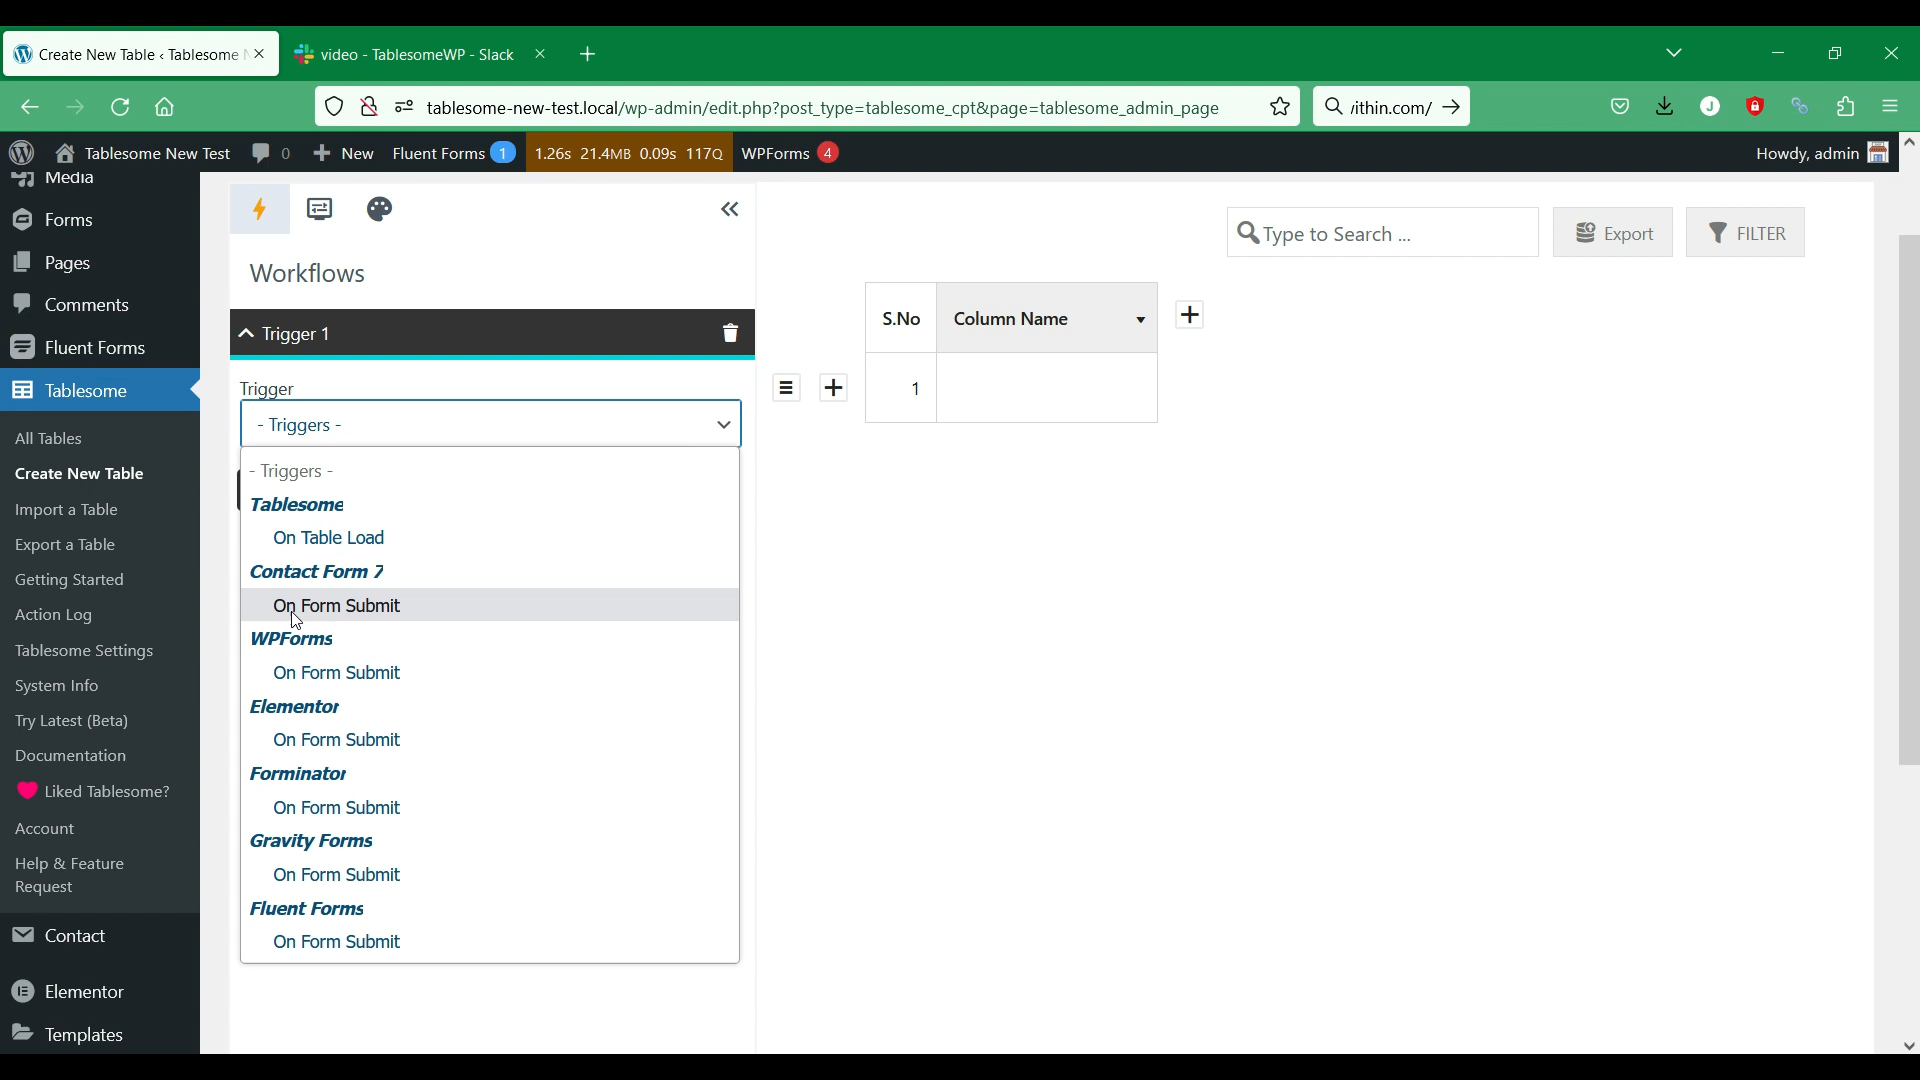 Create New Table ‹ Tablesome
video - TablesomeWP - Slack
tablesome-new-test.local/wp-admin/edit.php?post_type=tablesome_cpt&page=tablesome_admin_page
/ithin.com/
J
Tablesome New Test 0 New Fluent Forms 1 1.26s 21.4MB 0.09s 117Q WPForms 4 Howdy, admin
Media
Forms
Pages
Comments
Fluent Forms
Tablesome
All Tables
Create New Table
Import a Table
Export a Table
Getting Started
Action Log
Tablesome Settings
System Info
Try Latest (Beta)
Documentation
Liked Tablesome?
Account
Help & Feature
Request
Contact
Elementor
Templates
Workflows
Trigger 1
Trigger
- Triggers -
- Triggers -
Tablesome
On Table Load
Contact Form 7
On Form Submit
WPForms
On Form Submit
Elementor
On Form Submit
Forminator
On Form Submit
Gravity Forms
On Form Submit
Fluent Forms
On Form Submit
Type to Search ...
Export
FILTER
S.No Column Name
1